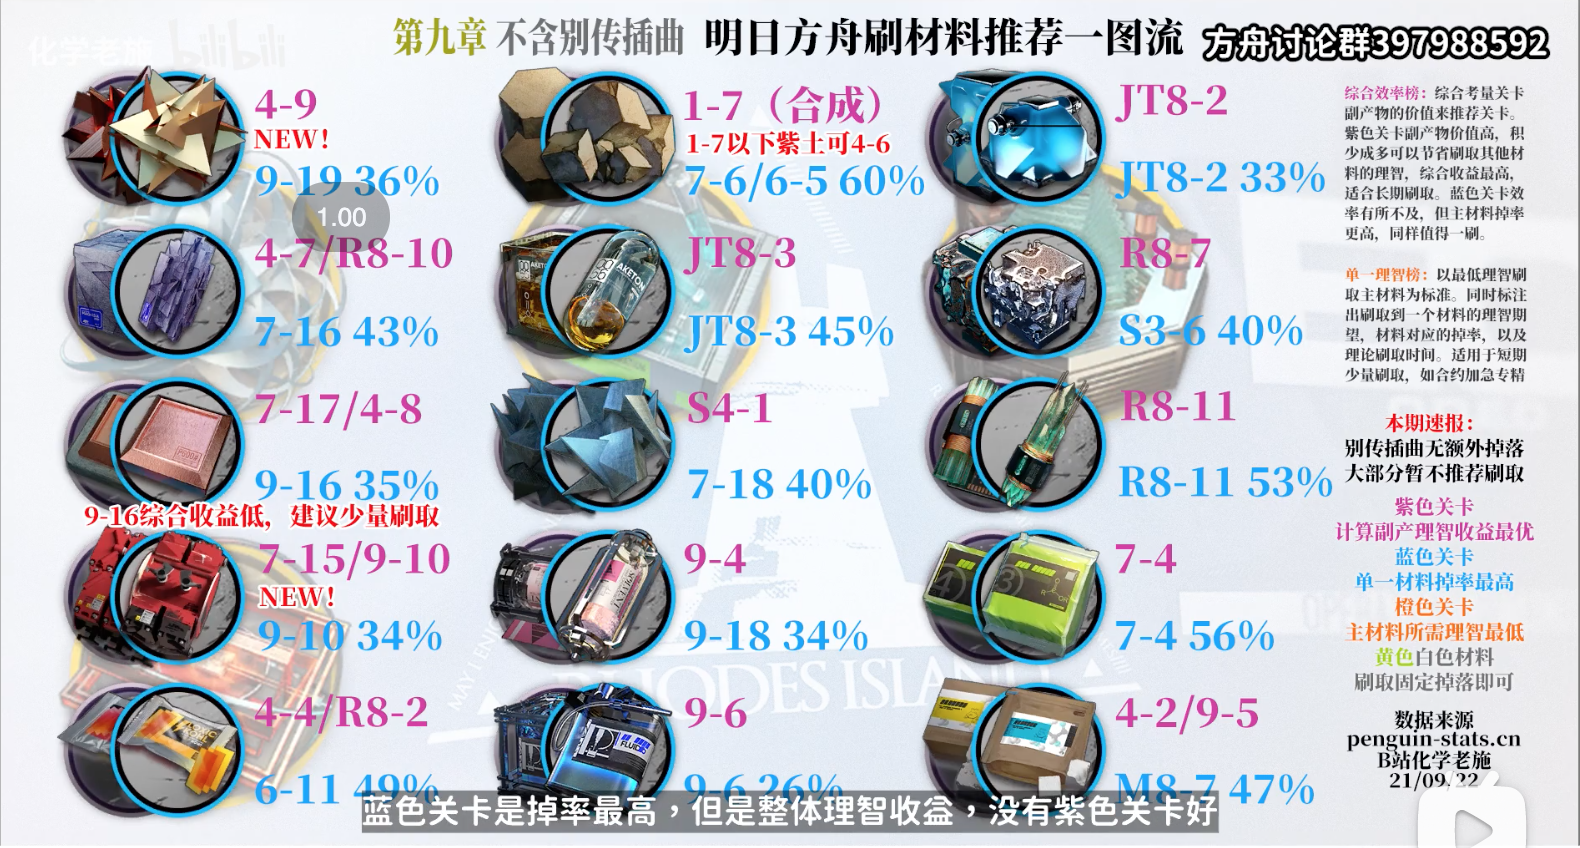 化学老施 bilibili
第九章 不含别传插曲 明日方舟刷材料推荐一图流 方舟讨论群397988592
4-9
NEW!
9-19 36%
1-7（合成）
1-7以下紫土可4-6
7-6/6-5 60%
JT8-2
JT8-2 33%
1.00
4-7/R8-10
7-16 43%
JT8-3
JT8-3 45%
R8-7
S3-6 40%
7-17/4-8
9-16 35%
9-16综合收益低，建议少量刷取
S4-1
7-18 40%
R8-11
R8-11 53%
7-15/9-10
NEW!
9-10 34%
9-4
9-18 34%
7-4
7-4 56%
4-4/R8-2
6-11 49%
9-6
9-6 26%
4-2/9-5
M8-7 47%
RHODES ISLAND
综合效率榜：综合考量关卡
副产物的价值来推荐关卡。
紫色关卡副产物价值高，积
少成多可以节省刷取其他材
料的理智，综合收益最高，
适合长期刷取。蓝色关卡效
率有所不及，但主材料掉率
更高，同样值得一刷。
单一理智榜：以最低理智刷
取主材料为标准。同时标注
出刷取到一个材料的理智期
望，材料对应的掉率，以及
理论刷取时间。适用于短期
少量刷取，如合约加急专精
本期速报：
别传插曲无额外掉落
大部分暂不推荐刷取
紫色关卡
计算副产理智收益最优
蓝色关卡
单一材料掉率最高
橙色关卡
主材料所需理智最低
黄色白色材料
刷取固定掉落即可
数据来源
penguin-stats.cn
B站化学老施
21/09/22
蓝色关卡是掉率最高，但是整体理智收益，没有紫色关卡好